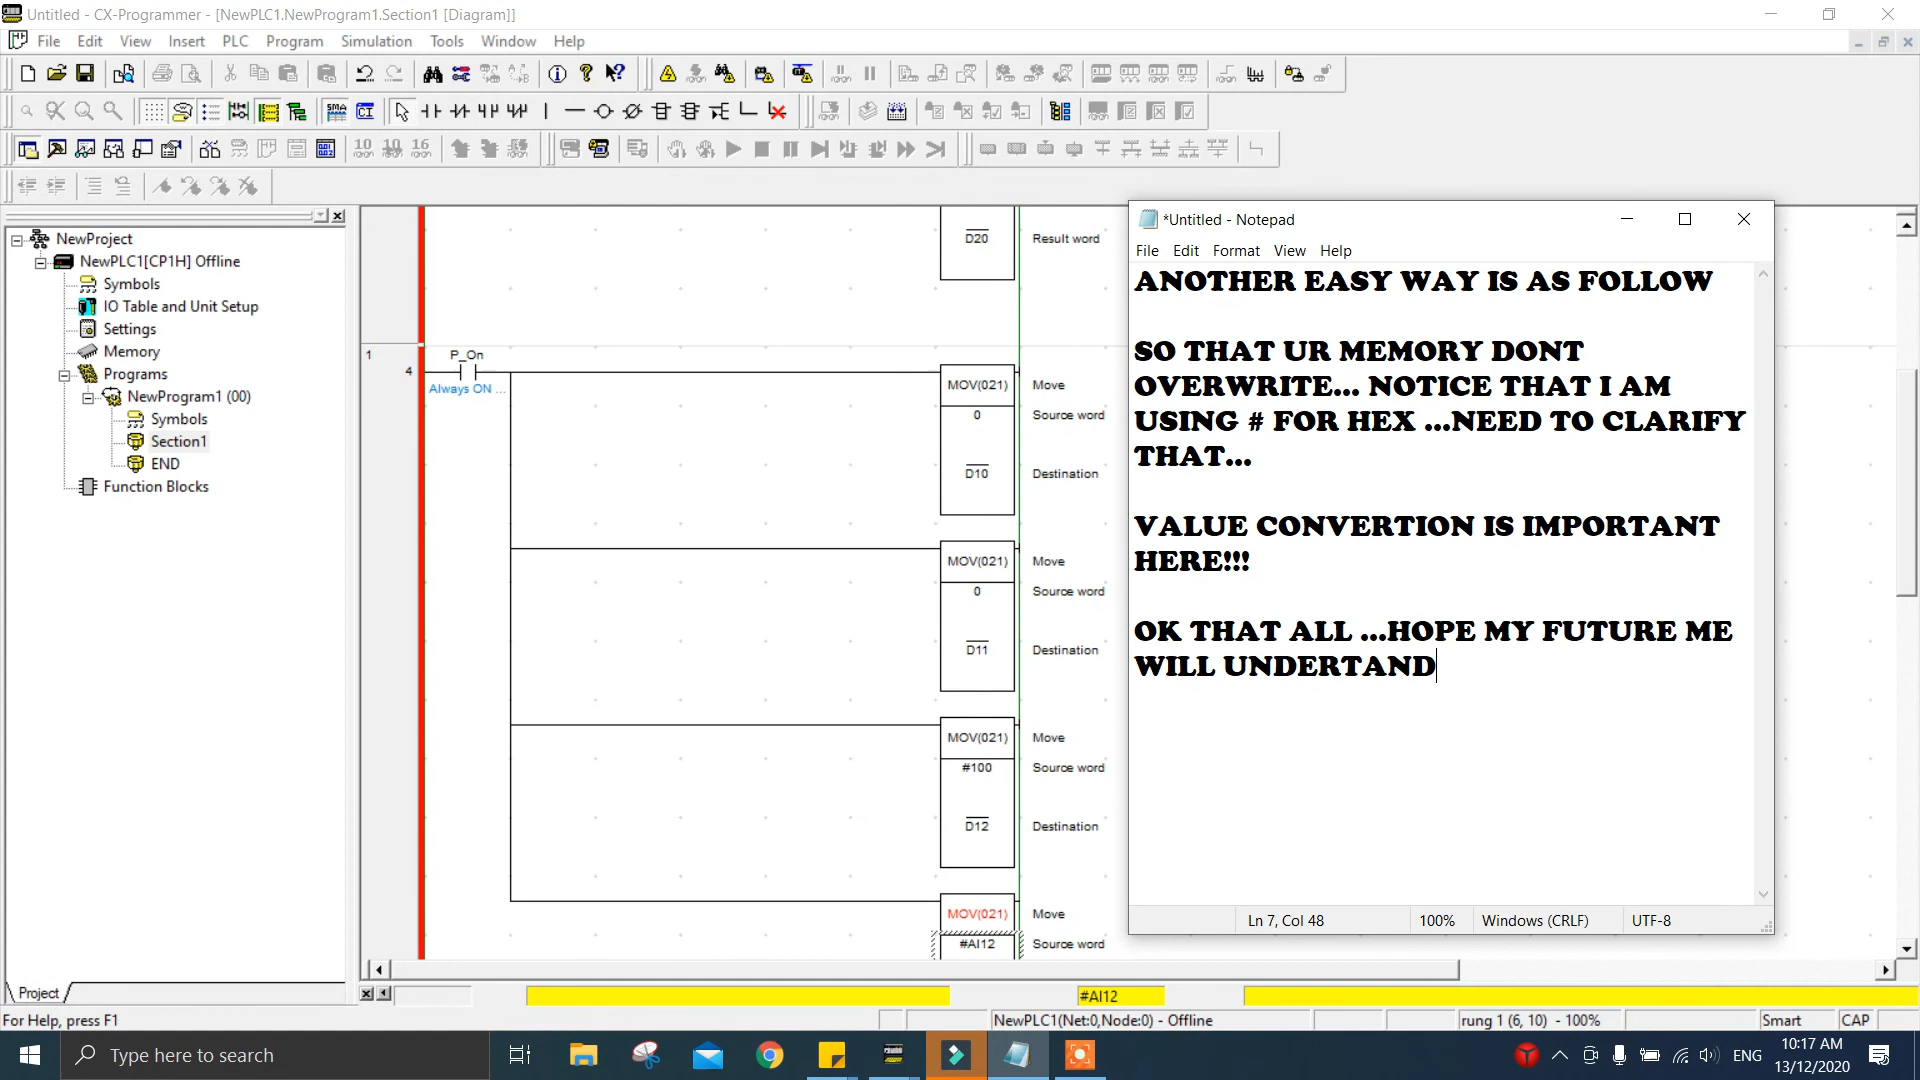 Untitled - CX-Programmer - [NewPLC1.NewProgram1.Section1 [Diagram]]
File Edit View Insert PLC Program Simulation Tools Window Help
SMA CI
10 10 16
NewProject
NewPLC1[CP1H] Offline
Symbols
IO Table and Unit Setup
Settings
Memory
Programs
NewProgram1 (00)
Symbols
Section1
END
Function Blocks
Project
D20 Result word
1
4
P_On
Always ON ...
MOV(021) Move
0 Source word
D10 Destination
MOV(021) Move
0 Source word
D11 Destination
MOV(021) Move
#100 Source word
D12 Destination
MOV(021) Move
#AI12 Source word
*Untitled - Notepad
File Edit Format View Help
ANOTHER EASY WAY IS AS FOLLOW
SO THAT UR MEMORY DONT
OVERWRITE... NOTICE THAT I AM
USING # FOR HEX ...NEED TO CLARIFY
THAT...
VALUE CONVERTION IS IMPORTANT
HERE!!!
OK THAT ALL ...HOPE MY FUTURE ME
WILL UNDERTAND
Ln 7, Col 48 100% Windows (CRLF) UTF-8
#AI12
For Help, press F1
NewPLC1(Net:0,Node:0) - Offline
rung 1 (6, 10) - 100%
Smart
CAP
Type here to search
ENG
10:17 AM
13/12/2020